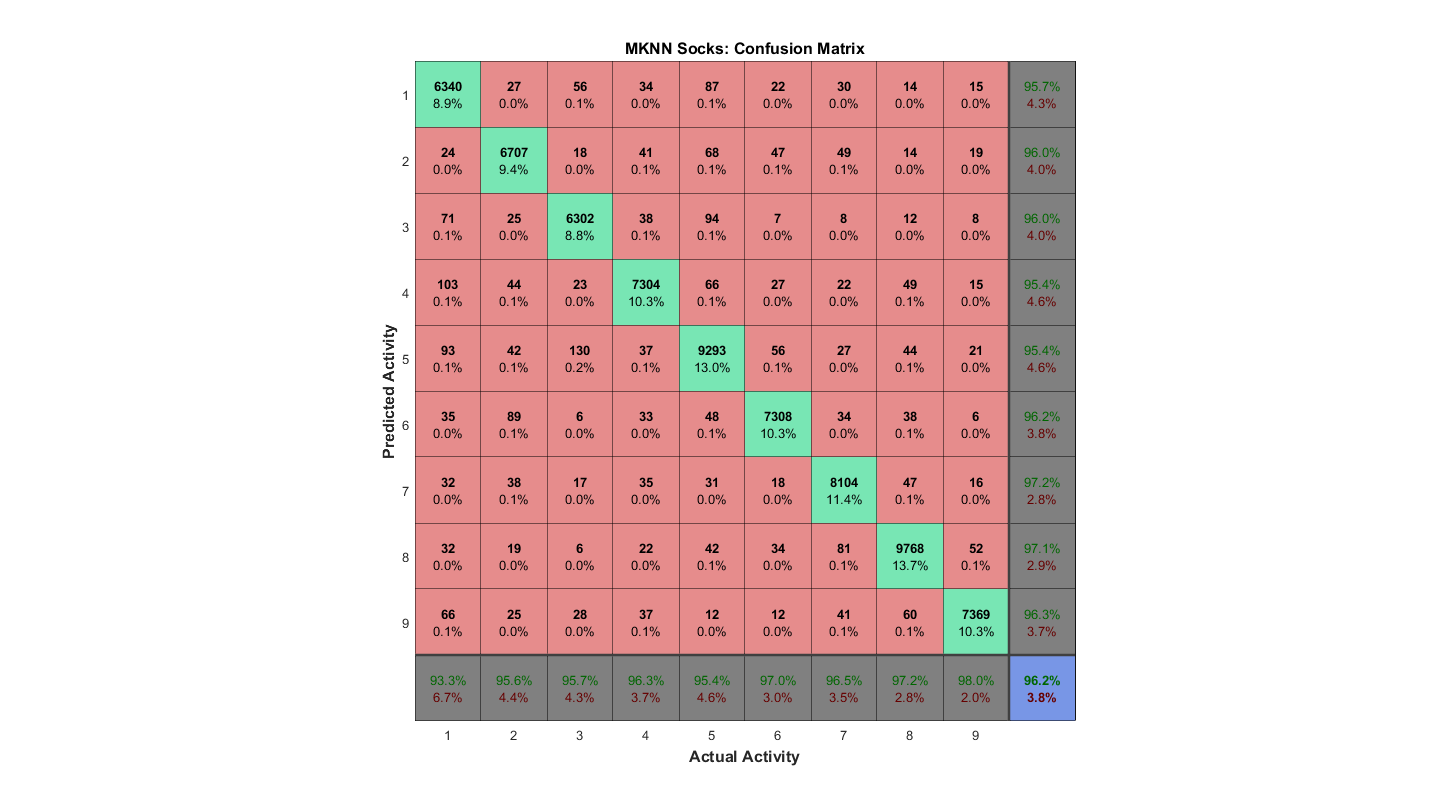 MKNN Socks: Confusion Matrix
6340 27 56 34 87 22 30 14 15 95.7%
1
8.9% 0.0% 0.1% 0.0% 0.1% 0.0% 0.0% 0.0% 0.0% 4.3%
24 6707 18 41 68 47 49 14 19 96.0%
2
0.0% 9.4% 0.0% 0.1% 0.1% 0.1% 0.1% 0.0% 0.0% 4.0%
71 25 6302 38 94 7 8 12 8 96.0%
3
0.1% 0.0% 8.8% 0.1% 0.1% 0.0% 0.0% 0.0% 0.0% 4.0%
103 44 23 7304 66 27 22 49 15 95.4%
4
0.1% 0.1% 0.0% 10.3% 0.1% 0.0% 0.0% 0.1% 0.0% 4.6%
93 42 130 37 9293 56 27 44 21 95.4%
5
0.1% 0.1% 0.2% 0.1% 13.0% 0.1% 0.0% 0.1% 0.0% 4.6%
Predicted Activity
35 89 6 33 48 7308 34 38 6 96.2%
6
0.0% 0.1% 0.0% 0.0% 0.1% 10.3% 0.0% 0.1% 0.0% 3.8%
32 38 17 35 31 18 8104 47 16 97.2%
7
0.0% 0.1% 0.0% 0.0% 0.0% 0.0% 11.4% 0.1% 0.0% 2.8%
32 19 6 22 42 34 81 9768 52 97.1%
8
0.0% 0.0% 0.0% 0.0% 0.1% 0.0% 0.1% 13.7% 0.1% 2.9%
66 25 28 37 12 12 41 60 7369 96.3%
9
0.1% 0.0% 0.0% 0.1% 0.0% 0.0% 0.1% 0.1% 10.3% 3.7%
93.3% 95.6% 95.7% 96.3% 95.4% 97.0% 96.5% 97.2% 98.0% 96.2%
6.7% 4.4% 4.3% 3.7% 4.6% 3.0% 3.5% 2.8% 2.0% 3.8%
1 2 3 4 5 6 7 8 9
Actual Activity